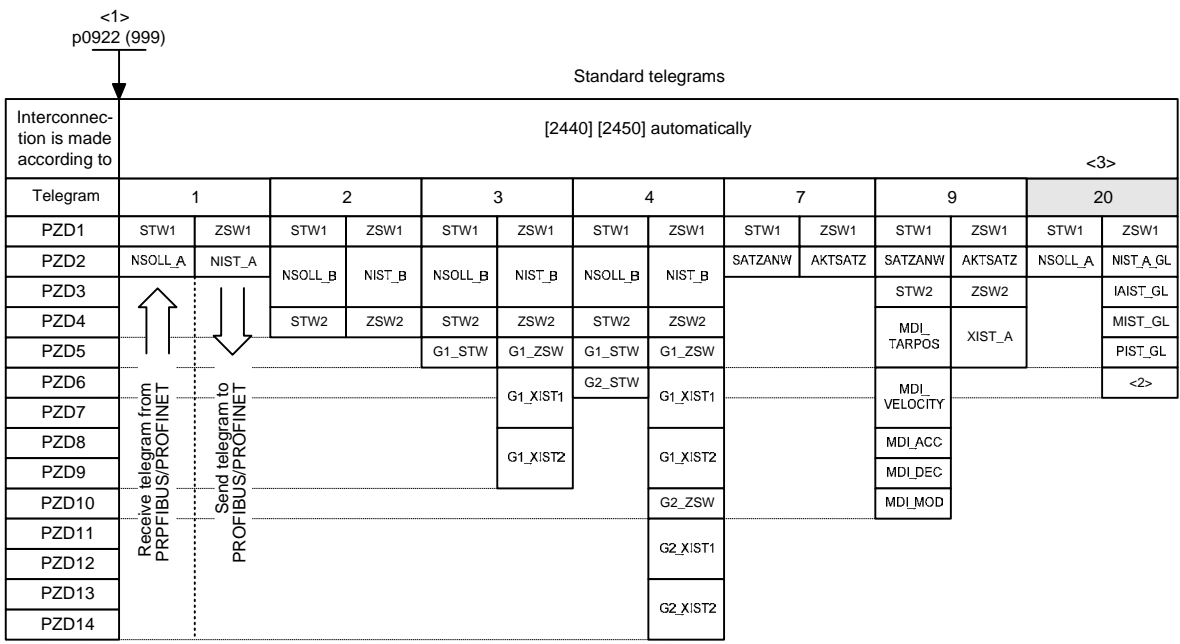 <1>
p0922 (999)
Standard telegrams
Interconnec-
tion is made
according to
[2440] [2450] automatically
<3>
Telegram 1 2 3 4 7 9 20
PZD1 STW1 ZSW1 STW1 ZSW1 STW1 ZSW1 STW1 ZSW1 STW1 ZSW1 STW1 ZSW1 STW1 ZSW1
PZD2 NSOLL_A NIST_A NSOLL_B NIST_B NSOLL_B NIST_B NSOLL_B NIST_B SATZANW AKTSATZ SATZANW AKTSATZ NSOLL_A NIST_A_GL
PZD3 STW2 ZSW2 IAIST_GL
PZD4 STW2 ZSW2 STW2 ZSW2 STW2 ZSW2 MDI_ TARPOS XIST_A MIST_GL
PZD5 G1_STW G1_ZSW G1_STW G1_ZSW PIST_GL
PZD6 G1_XIST1 G2_STW G1_XIST1 MDI_ VELOCITY <2>
PZD7
PZD8 G1_XIST2 G1_XIST2 MDI_ACC
PZD9 MDI_DEC
PZD10 G2_ZSW MDI_MOD
PZD11 G2_XIST1
PZD12
PZD13 G2_XIST2
PZD14
Receive telegram from
PRPFIBUS/PROFINET
Send telegram to
PROFIBUS/PROFINET